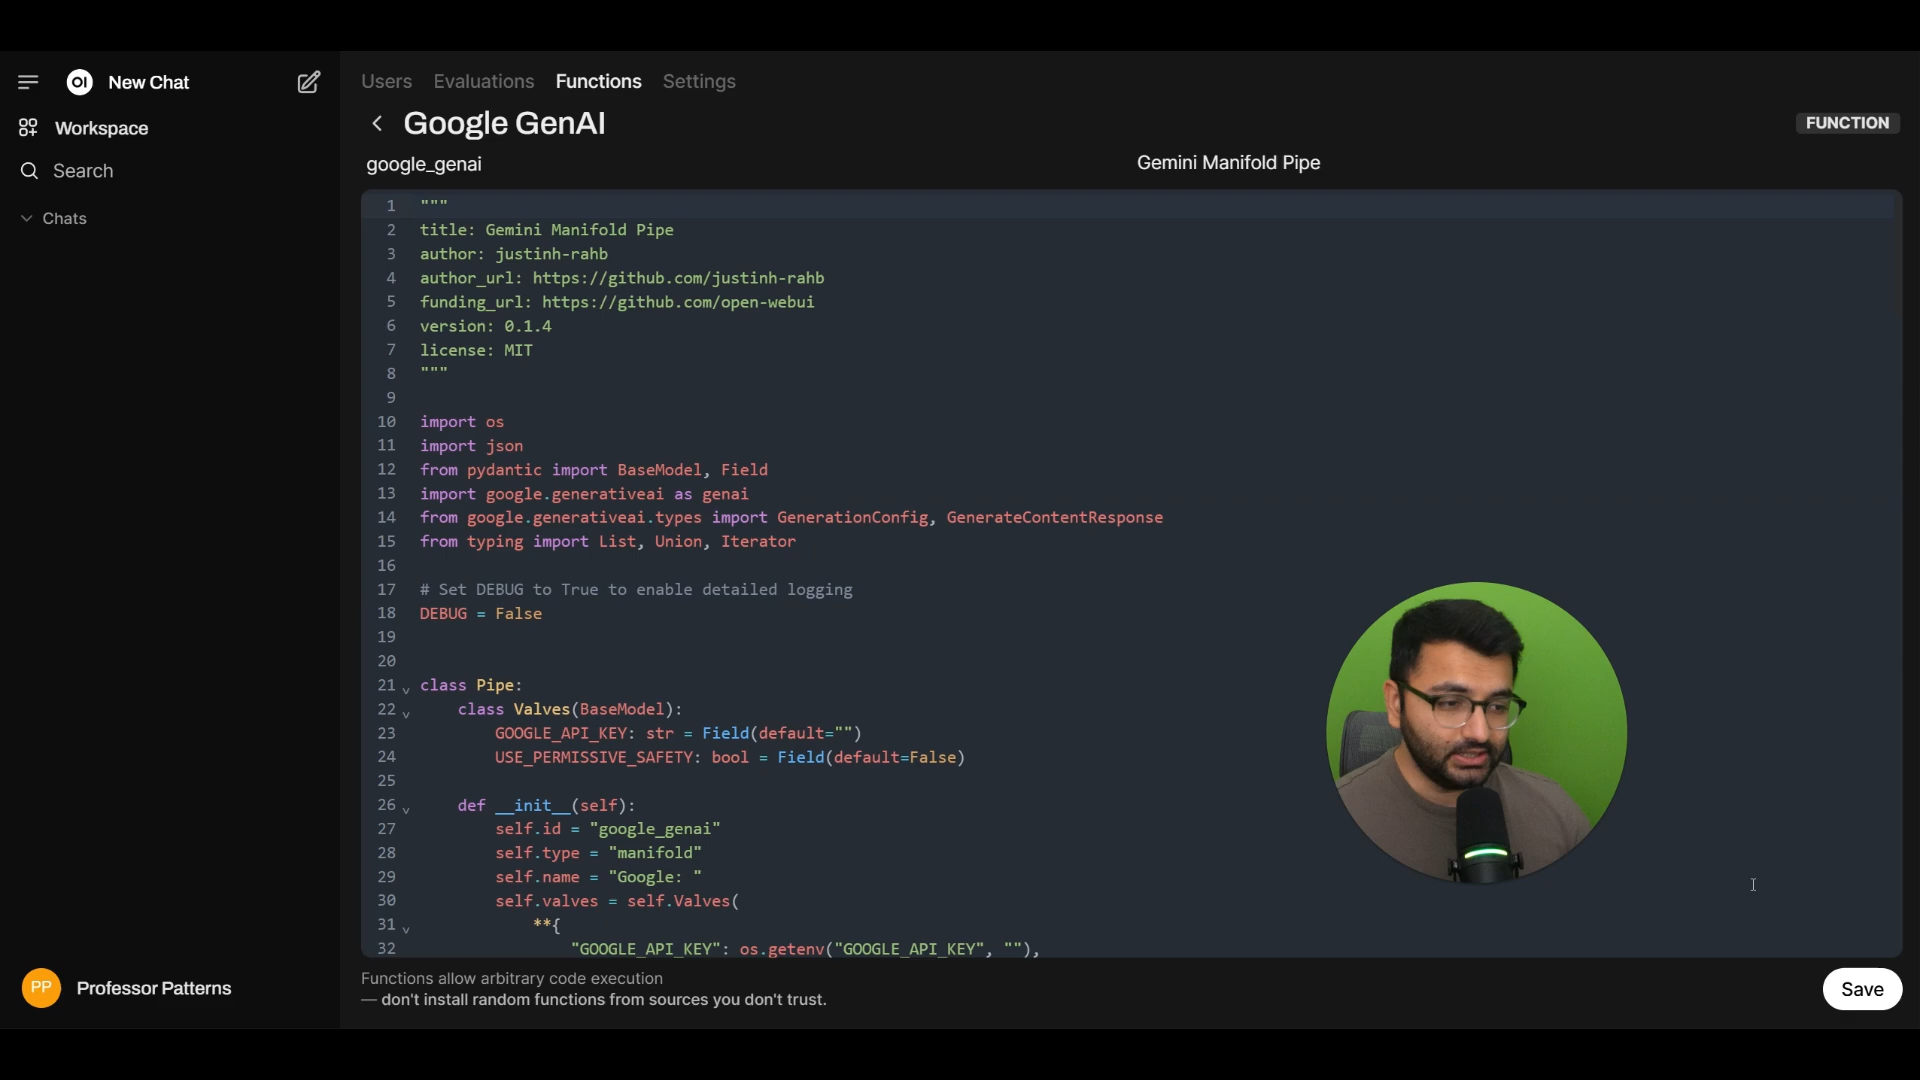 OI New Chat
Workspace
Search
Chats
PP Professor Patterns
Users Evaluations Functions Settings
Google GenAI
FUNCTION
google_genai
Gemini Manifold Pipe
1 """
2 title: Gemini Manifold Pipe
3 author: justinh-rahb
4 author_url: https://github.com/justinh-rahb
5 funding_url: https://github.com/open-webui
6 version: 0.1.4
7 license: MIT
8 """
9
10 import os
11 import json
12 from pydantic import BaseModel, Field
13 import google.generativeai as genai
14 from google.generativeai.types import GenerationConfig, GenerateContentResponse
15 from typing import List, Union, Iterator
16
17 # Set DEBUG to True to enable detailed logging
18 DEBUG = False
19
20
21 class Pipe:
22     class Valves(BaseModel):
23         GOOGLE_API_KEY: str = Field(default="")
24         USE_PERMISSIVE_SAFETY: bool = Field(default=False)
25
26     def __init__(self):
27         self.id = "google_genai"
28         self.type = "manifold"
29         self.name = "Google: "
30         self.valves = self.Valves(
31             **{
32                 "GOOGLE_API_KEY": os.getenv("GOOGLE_API_KEY", ""),
Functions allow arbitrary code execution
— don't install random functions from sources you don't trust.
Save